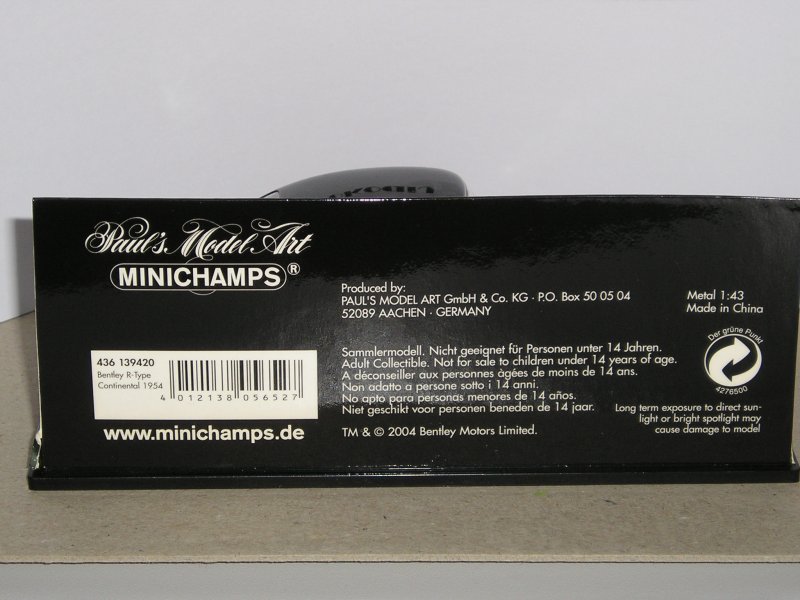 Paul's Model Art
MINICHAMPS®
Produced by:
PAUL'S MODEL ART GmbH & Co. KG · P.O. Box 50 05 04
52089 AACHEN · GERMANY
Metal 1:43
Made in China
436 139420
Bentley R-Type
Continental 1954
4 012138 056527
www.minichamps.de
Sammlermodell. Nicht geeignet für Personen unter 14 Jahren.
Adult Collectible. Not for sale to children under 14 years of age.
A déconseiller aux personnes àgées de moins de 14 ans.
Non adatto a persone sotto i 14 anni.
No apto para personas menores de 14 años.
Niet geschikt voor personen beneden de 14 jaar.
TM & © 2004 Bentley Motors Limited.
Der grüne Punkt
4276500
Long term exposure to direct sun-
light or bright spotlight may
cause damage to model